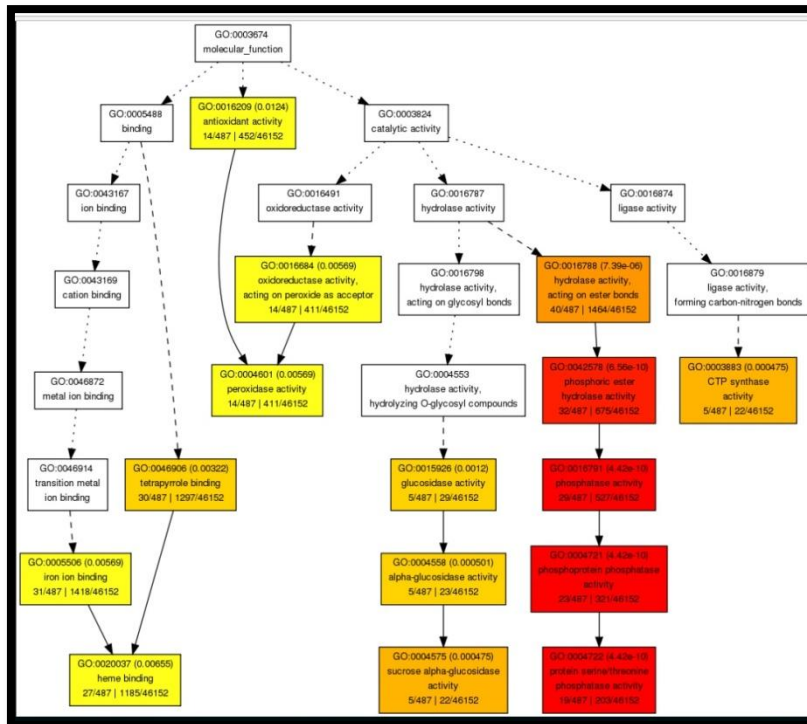 GO:0003674
molecular_function
GO:0005488
binding
GO:0016209 (0.0124)
antioxidant activity
14/487 | 452/46152
GO:0003824
catalytic activity
GO:0043167
ion binding
GO:0016491
oxidoreductase activity
GO:0016787
hydrolase activity
GO:0016874
ligase activity
GO:0043169
cation binding
GO:0016684 (0.00569)
oxidoreductase activity,
acting on peroxide as acceptor
14/487 | 411/46152
GO:0016798
hydrolase activity,
acting on glycosyl bonds
GO:0016788 (7.39e-06)
hydrolase activity,
acting on ester bonds
40/487 | 1464/46152
GO:0016879
ligase activity,
forming carbon-nitrogen bonds
GO:0046872
metal ion binding
GO:0004601 (0.00569)
peroxidase activity
14/487 | 411/46152
GO:0004553
hydrolase activity,
hydrolyzing O-glycosyl compounds
GO:0042578 (6.56e-10)
phosphoric ester
hydrolase activity
32/487 | 675/46152
GO:0003883 (0.000475)
CTP synthase
activity
5/487 | 22/46152
GO:0046914
transition metal
ion binding
GO:0046906 (0.00322)
tetrapyrrole binding
30/487 | 1297/46152
GO:0015926 (0.0012)
glucosidase activity
5/487 | 29/46152
GO:0016791 (4.42e-10)
phosphatase activity
29/487 | 527/46152
GO:0005506 (0.00569)
iron ion binding
31/487 | 1418/46152
GO:0004558 (0.000501)
alpha-glucosidase activity
5/487 | 23/46152
GO:0004721 (4.42e-10)
phosphoprotein phosphatase
activity
23/487 | 321/46152
GO:0020037 (0.00655)
heme binding
27/487 | 1185/46152
GO:0004575 (0.000475)
sucrose alpha-glucosidase
activity
5/487 | 22/46152
GO:0004722 (4.42e-10)
protein serine/threonine
phosphatase activity
18/487 | 203/46152